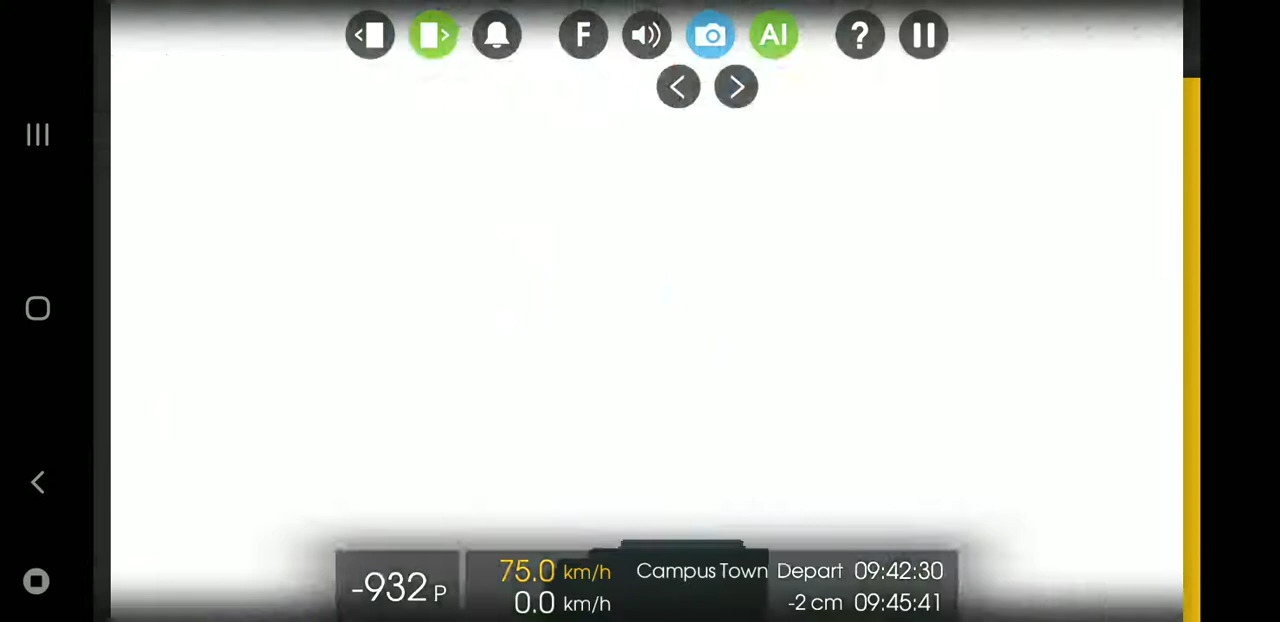 F AI ?
-932 P
75.0 km/h
0.0 km/h
Campus Town Depart 09:42:30
-2 cm 09:45:41